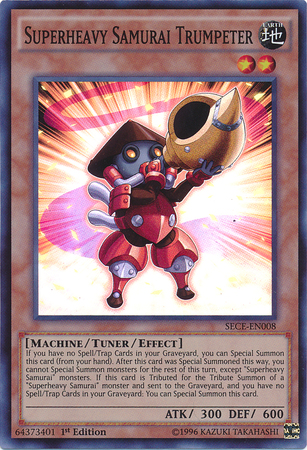 SUPERHEAVY SAMURAI TRUMPETER
EARTH
地
SECE-EN008
[MACHINE/TUNER/EFFECT]
If you have no Spell/Trap Cards in your Graveyard, you can Special Summon
this card (from your hand). After this card was Special Summoned this way, you
cannot Special Summon monsters for the rest of this turn, except "Superheavy
Samurai" monsters. If this card is Tributed for the Tribute Summon of a
"Superheavy Samurai" monster and sent to the Graveyard, and you have no
Spell/Trap Cards in your Graveyard: You can Special Summon this card.
ATK/ 300 DEF/ 600
64373401 1st Edition
©1996 KAZUKI TAKAHASHI